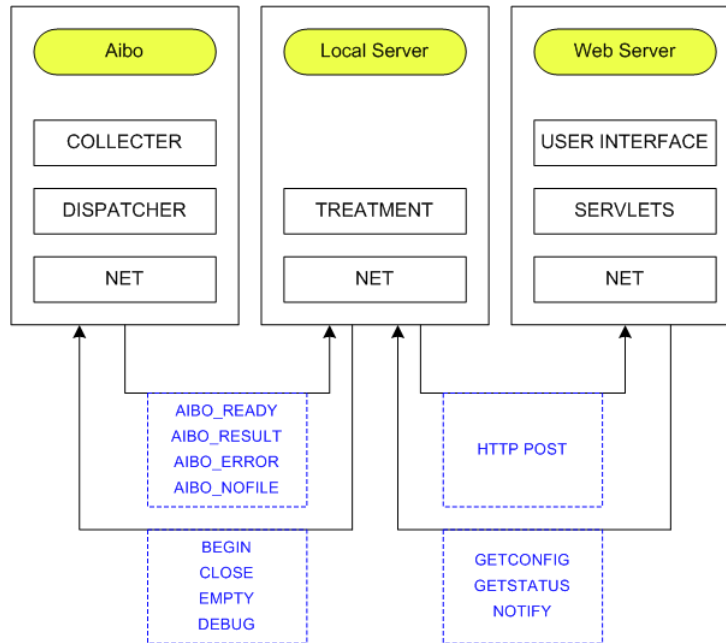 Aibo
COLLECTER
DISPATCHER
NET
Local Server
TREATMENT
NET
Web Server
USER INTERFACE
SERVLETS
NET
AIBO_READY
AIBO_RESULT
AIBO_ERROR
AIBO_NOFILE
HTTP POST
BEGIN
CLOSE
EMPTY
DEBUG
GETCONFIG
GETSTATUS
NOTIFY